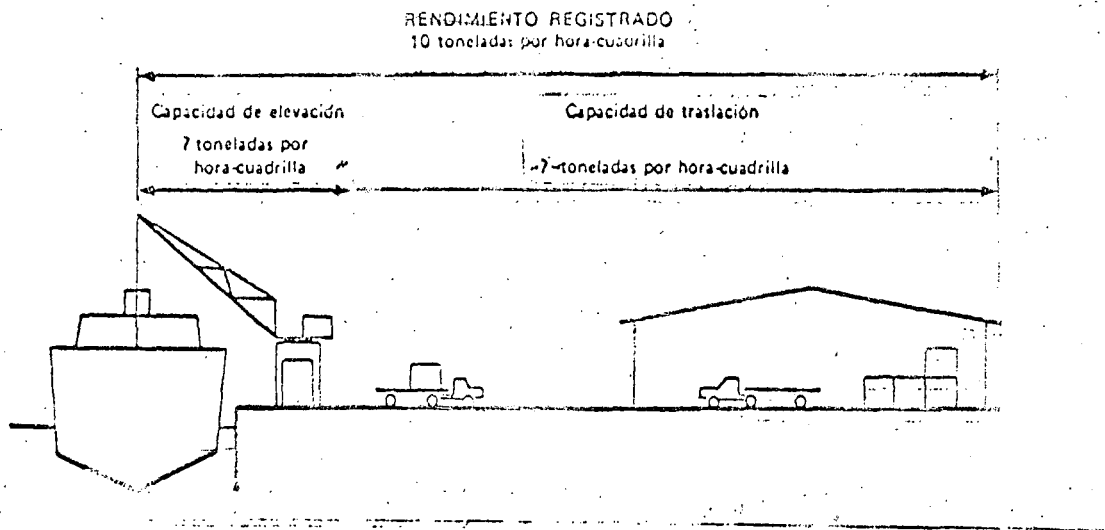 RENDIMIENTO REGISTRADO
10 toneladas por hora-cuadrilla
Capacidad de elevación
7 toneladas por
hora-cuadrilla
Capacidad de traslación
7 toneladas por hora-cuadrilla